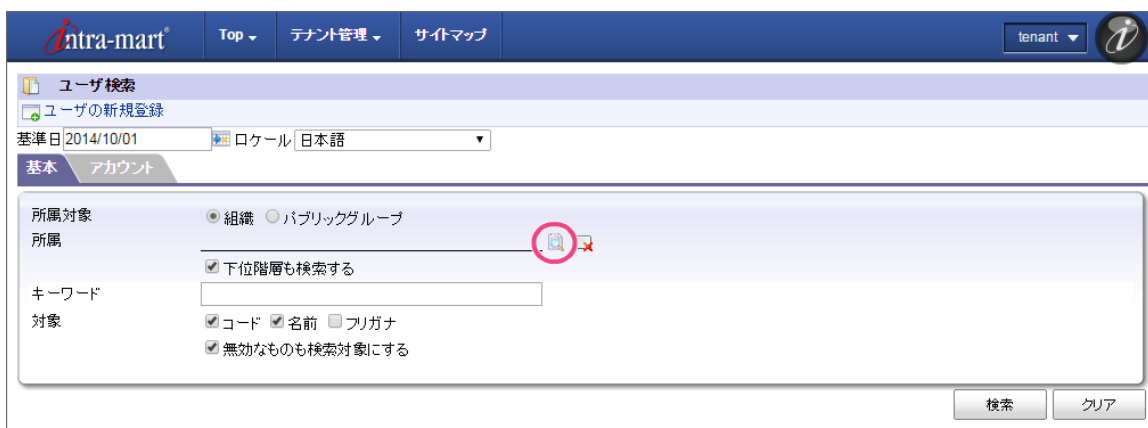 intra-mart® Top テナント管理 サイトマップ tenant
ユーザ検索
ユーザの新規登録
基準日 2014/10/01 ロケール 日本語
基本 アカウント
所属対象 組織 パブリックグループ
所属
下位階層も検索する
キーワード
対象 コード 名前 フリガナ
無効なものも検索対象にする
検索 クリア